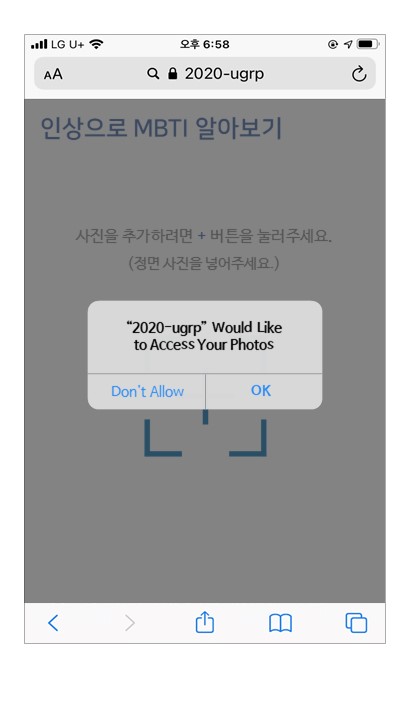 LG U+
오후 6:58
AA
2020-ugrp
인상으로 MBTI 알아보기
사진을 추가하려면 + 버튼을 눌러주세요.
(정면 사진을 넣어주세요.)
“2020-ugrp” Would Like
to Access Your Photos
Don't Allow
OK